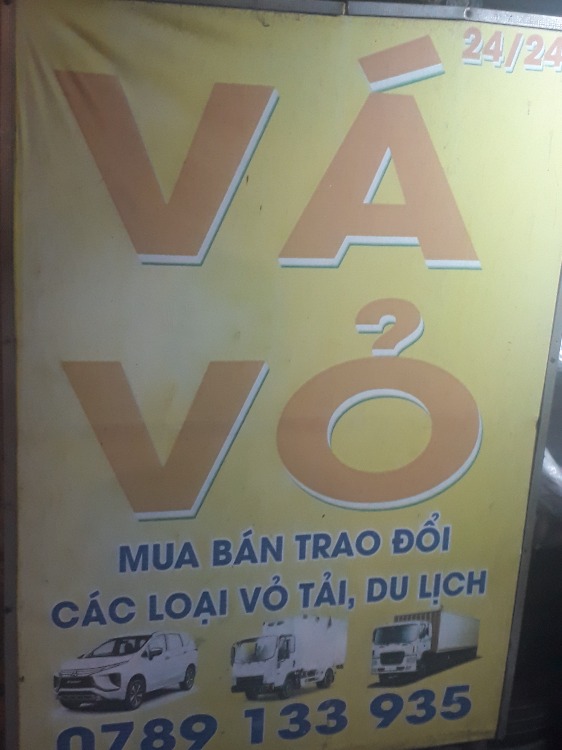 24/24
VÁ
VỎ
MUA BÁN TRAO ĐỔI
CÁC LOẠI VỎ TẢI, DU LỊCH
0789 133 935